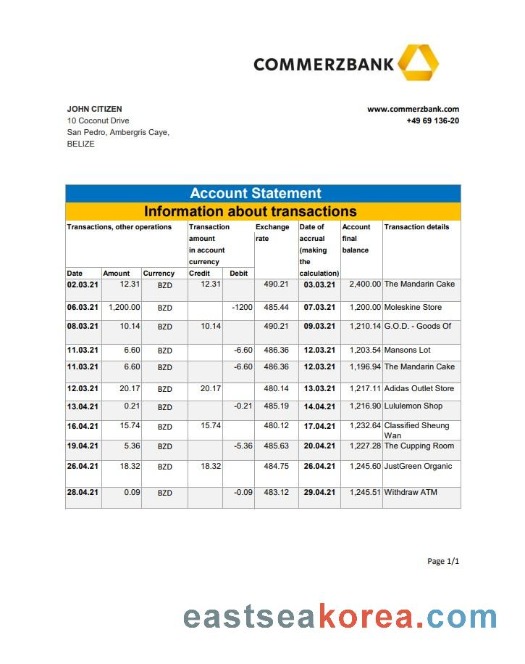 COMMERZBANK
JOHN CITIZEN
10 Coconut Drive
San Pedro, Ambergris Caye,
BELIZE
www.commerzbank.com
+49 69 136-20
Account Statement
Information about transactions
Transactions, other operations Transaction amount in account currency Exchange rate Date of accrual (making the calculation) Account final balance Transaction details
Date Amount Currency Credit Debit
02.03.21 12.31 BZD 12.31 490.21 03.03.21 2,400.00 The Mandarin Cake
06.03.21 1,200.00 BZD -1200 485.44 07.03.21 1,200.00 Moleskine Store
08.03.21 10.14 BZD 10.14 490.21 09.03.21 1,210.14 G.O.D. - Goods Of
11.03.21 6.60 BZD -6.60 486.36 12.03.21 1,203.54 Mansons Lot
11.03.21 6.60 BZD -6.60 486.36 12.03.21 1,196.94 The Mandarin Cake
12.03.21 20.17 BZD 20.17 480.14 13.03.21 1,217.11 Adidas Outlet Store
13.04.21 0.21 BZD -0.21 485.19 14.04.21 1,216.90 Lululemon Shop
16.04.21 15.74 BZD 15.74 480.12 17.04.21 1,232.64 Classified Sheung Wan
19.04.21 5.36 BZD -5.36 485.63 20.04.21 1,227.28 The Cupping Room
26.04.21 18.32 BZD 18.32 484.75 26.04.21 1,245.60 JustGreen Organic
28.04.21 0.09 BZD -0.09 483.12 29.04.21 1,245.51 Withdraw ATM
Page 1/1
eastseakorea.com